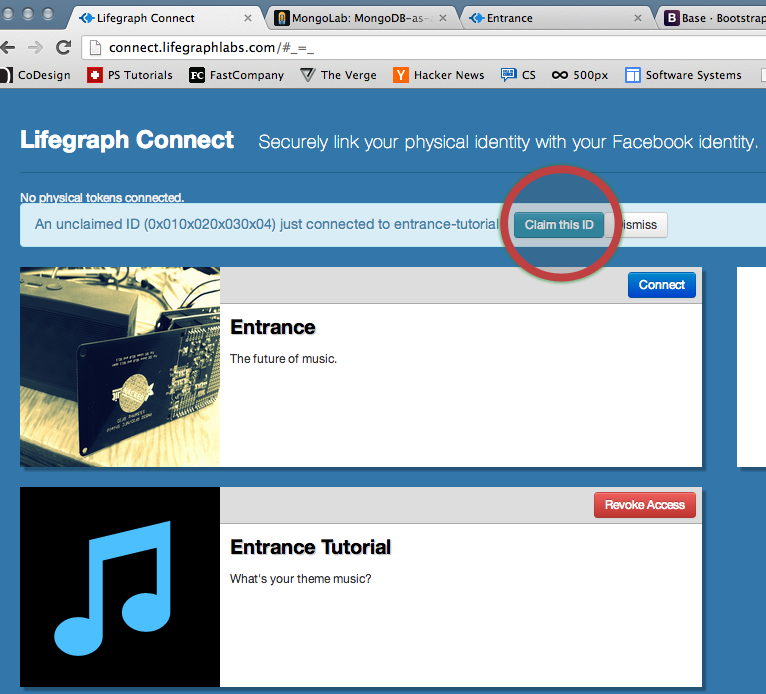 Lifegraph Connect
MongoLab: MongoDB-as-a
Entrance
Base · Bootstrap
connect.lifegraphlabs.com/#_=_
CoDesign
PS Tutorials
FC FastCompany
The Verge
Y Hacker News
CS
500px
Software Systems
Lifegraph Connect Securely link your physical identity with your Facebook identity.
No physical tokens connected.
An unclaimed ID (0x010x020x030x04) just connected to entrance-tutorial Claim this ID ismiss
Connect
Entrance
The future of music.
Revoke Access
Entrance Tutorial
What's your theme music?